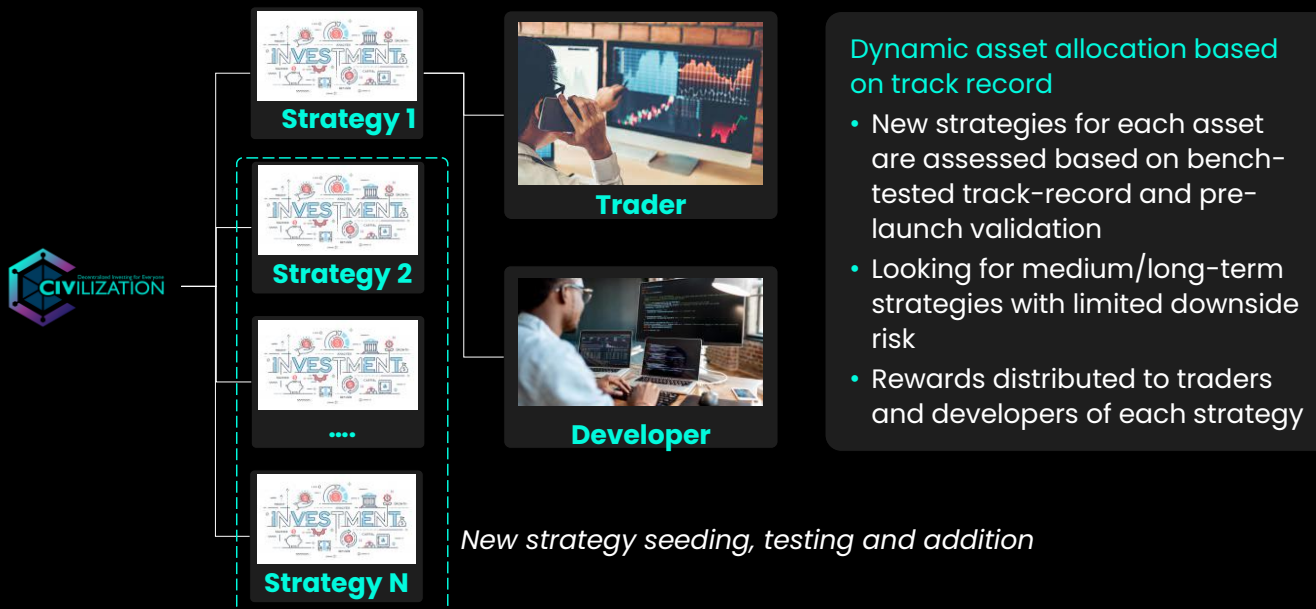 INVESTMENT
Strategy 1
INVESTMENT
Strategy 2
INVESTMENT
....
INVESTMENT
Strategy N
Decentralized Investing for Everyone
CIVILIZATION
Trader
Developer
New strategy seeding, testing and addition
Dynamic asset allocation based
on track record
• New strategies for each asset
are assessed based on bench-
tested track-record and pre-
launch validation
• Looking for medium/long-term
strategies with limited downside
risk
• Rewards distributed to traders
and developers of each strategy